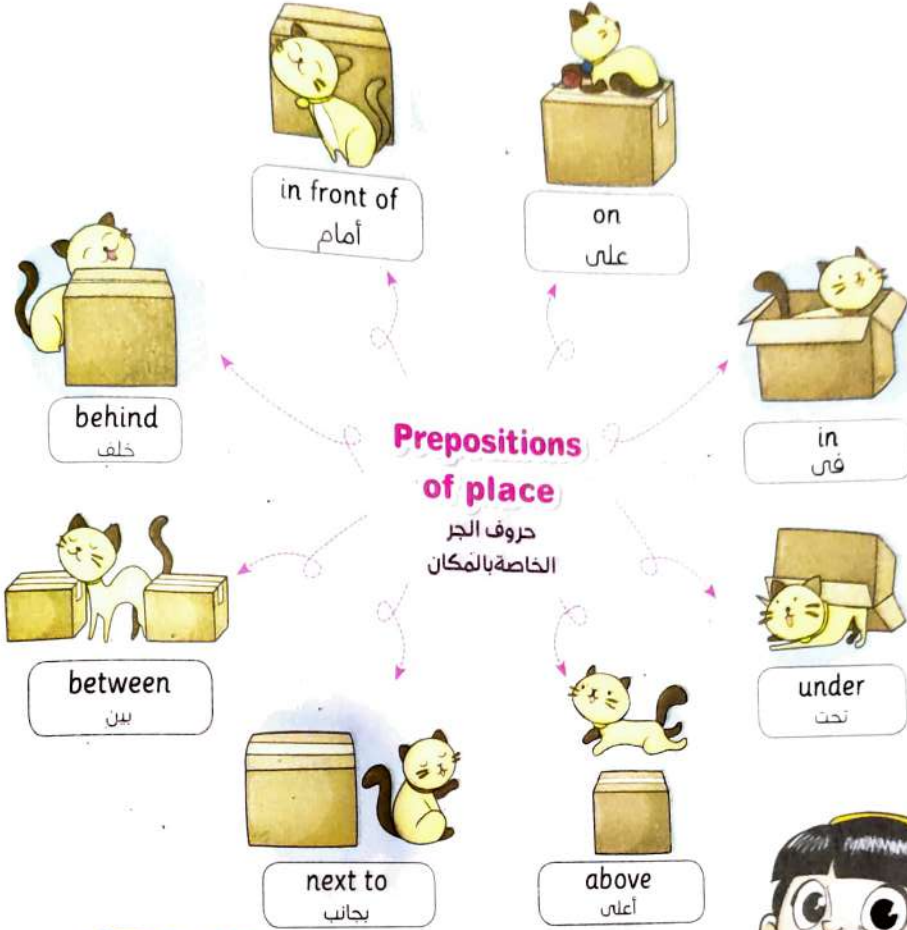 in front of
أمام
on
على
behind
خلف
in
فى
Prepositions
of place
حروف الجر
الخاصة بالمكان
between
بين
under
تحت
next to
بجانب
above
أعلى